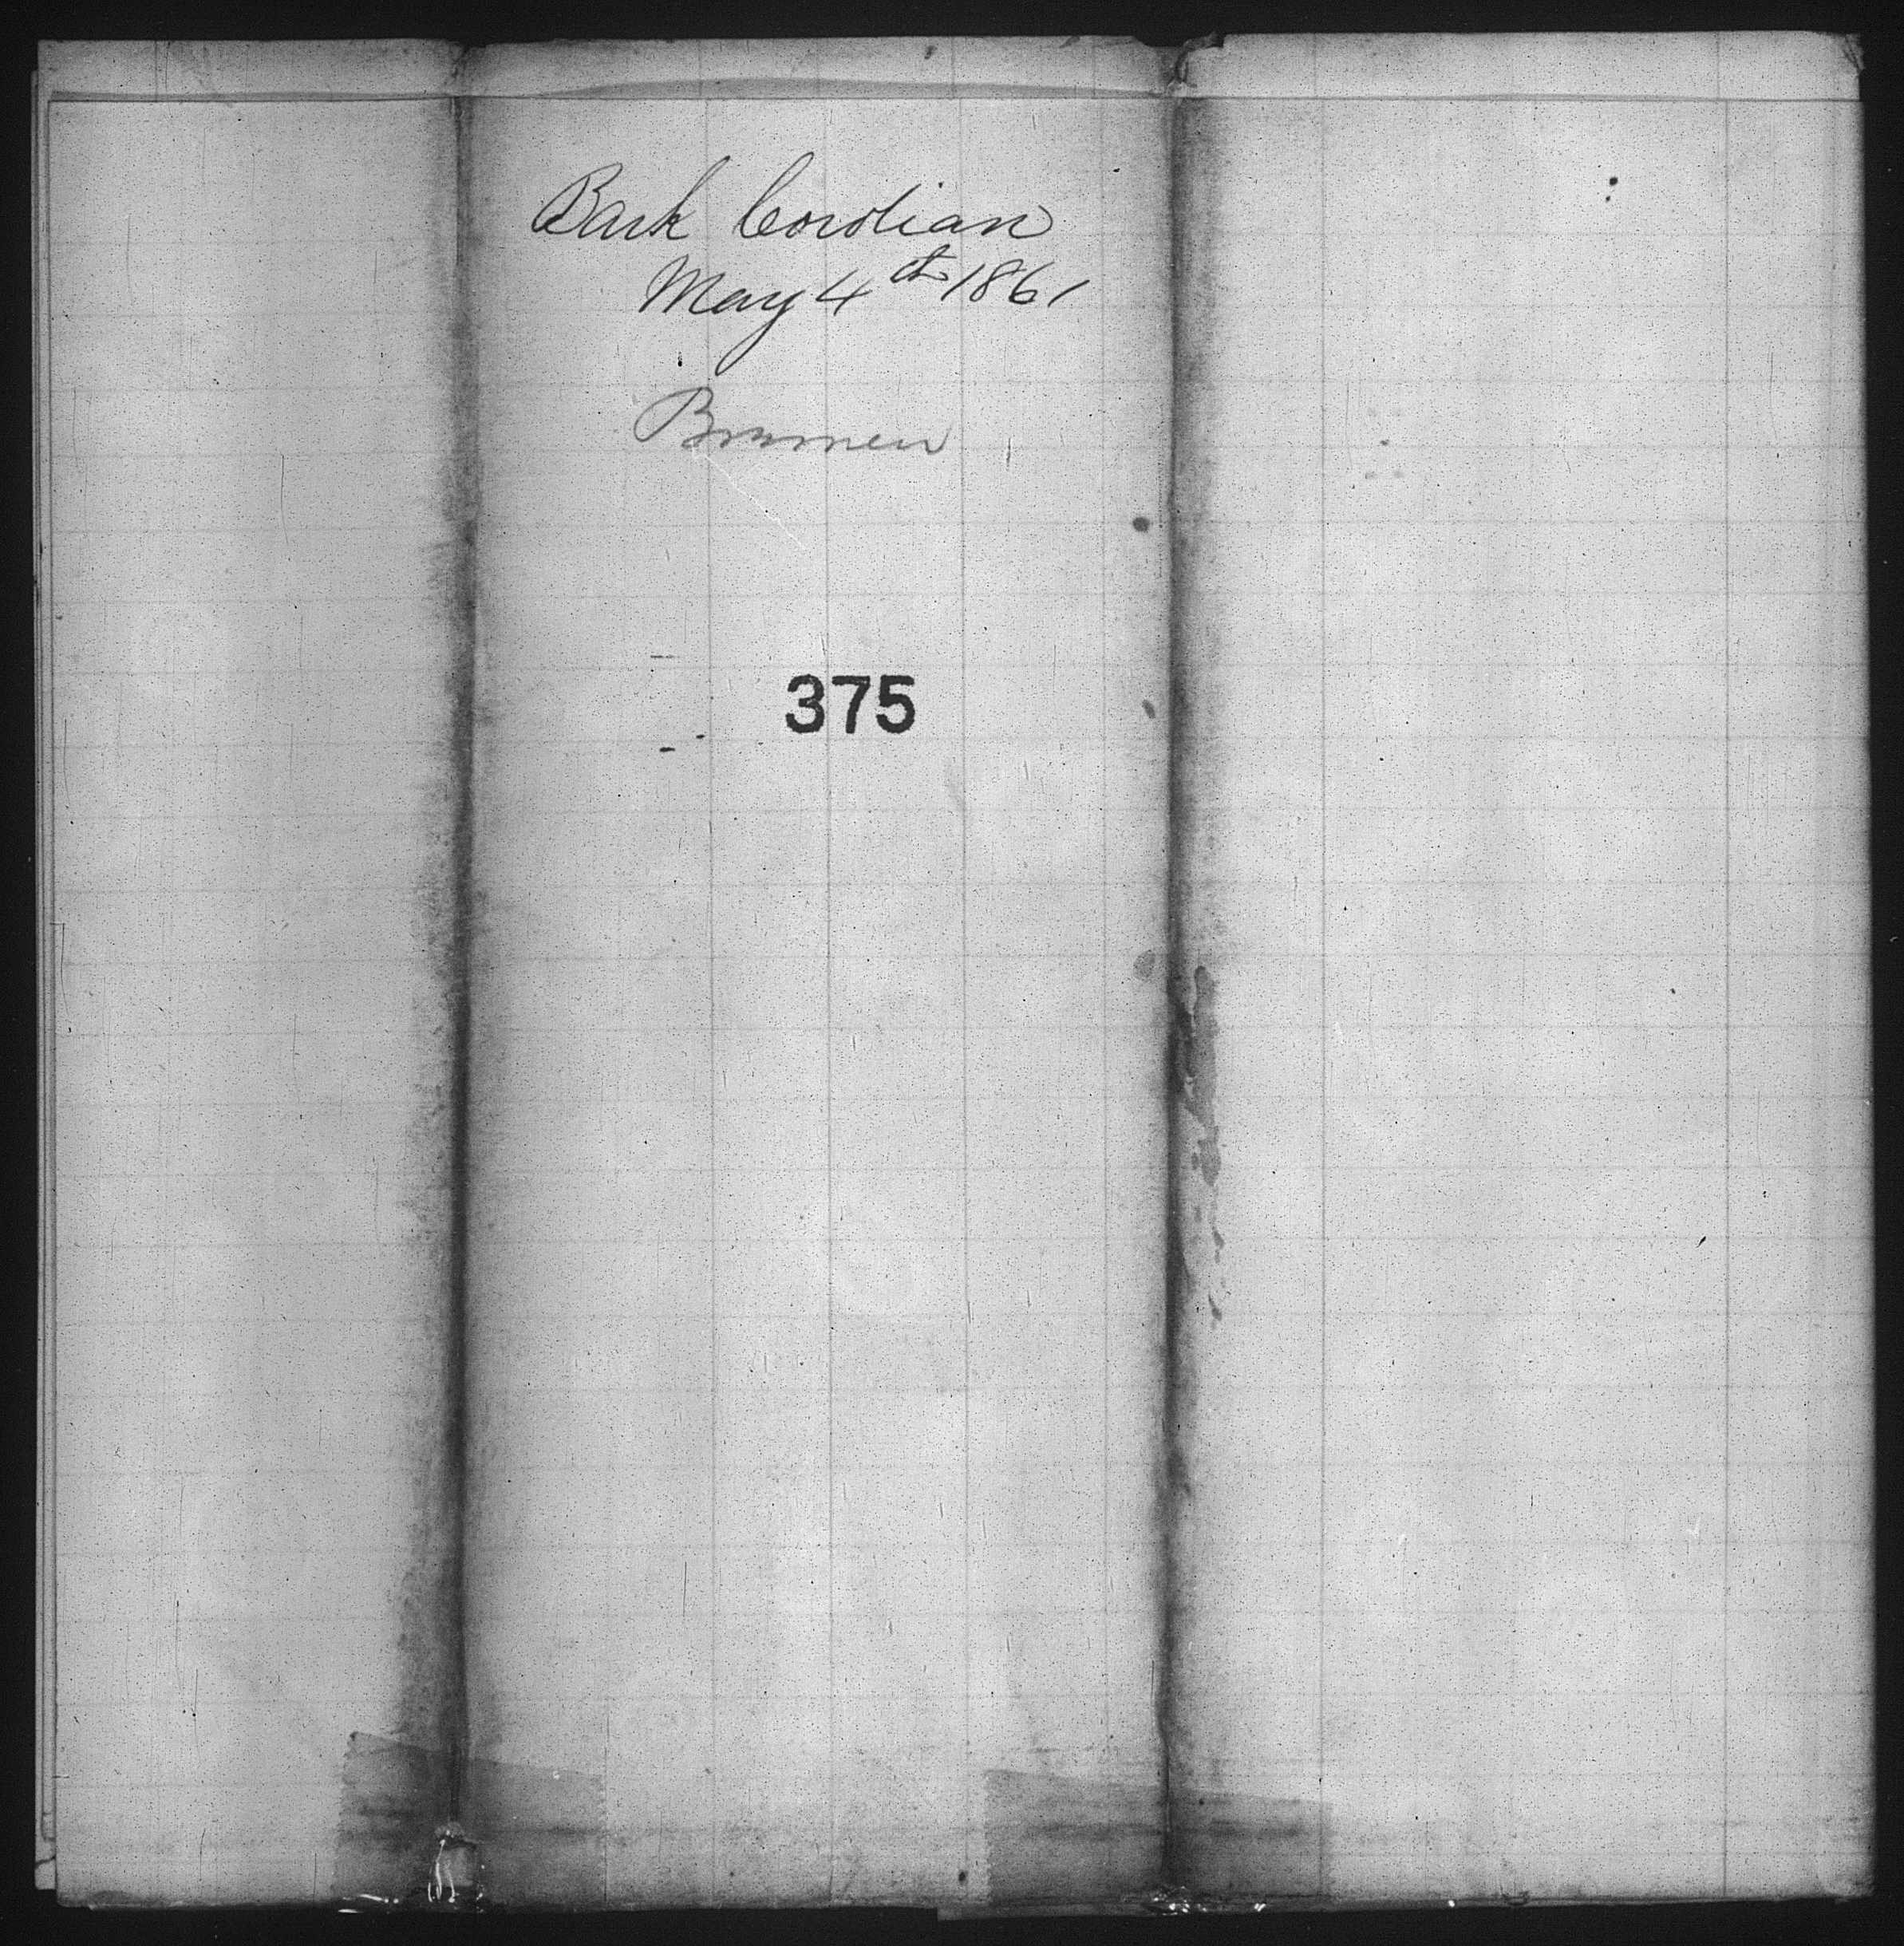 Bark Cordian
May 4th 1861
Bremen
375